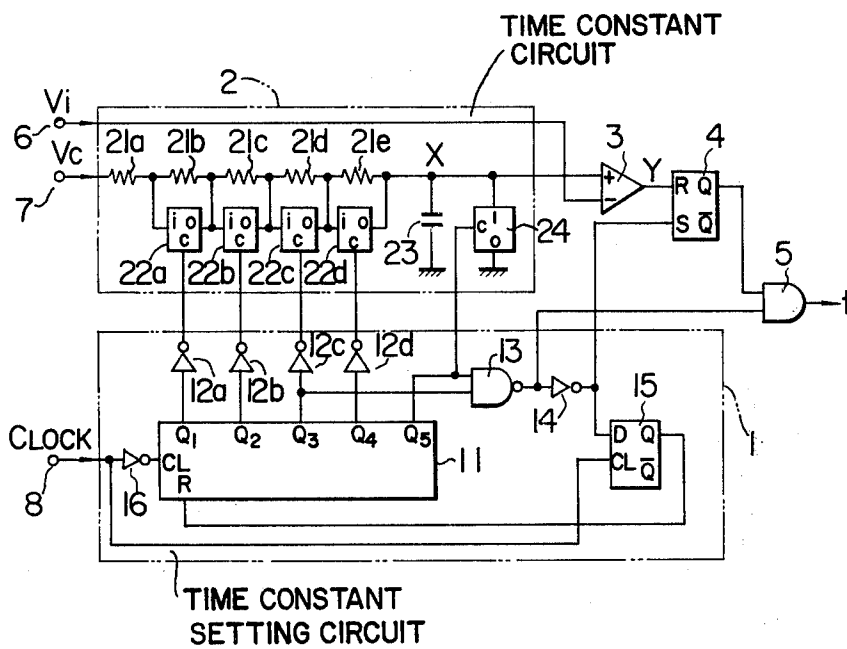 TIME CONSTANT
CIRCUIT
2
Vi
6
Vc
7
21a 21b 21c 21d 21e
X
3
Y
4
+
-
R Q
S Q̅
i o c
i o c
i o c
i o c
22a 22b 22c 22d
23
c i o
24
5
t
12a 12b 12c 12d
13
14
15
1
Q1 Q2 Q3 Q4 Q5
D Q
CL Q̅
CLOCK
8
16
CL
R
11
TIME CONSTANT
SETTING CIRCUIT